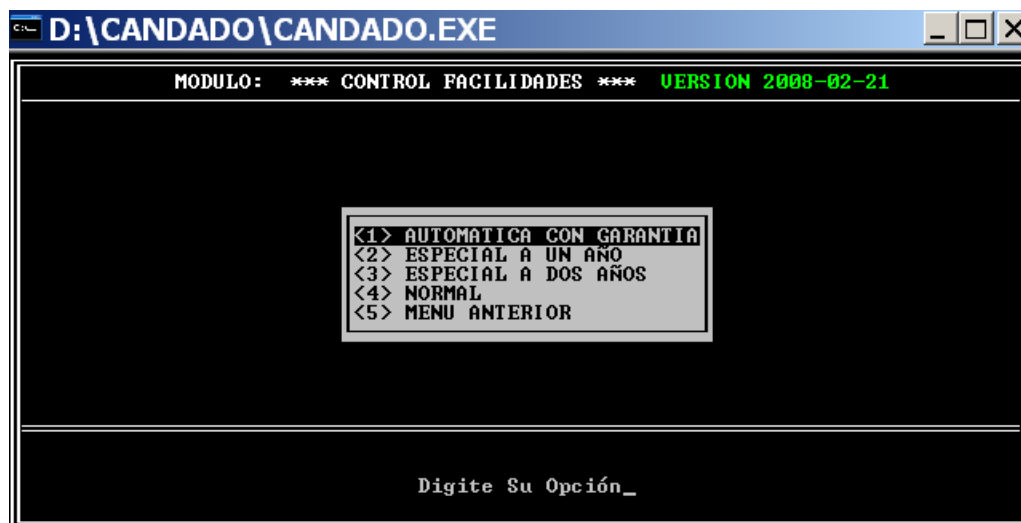 D:\CANDADO\CANDADO.EXE
MODULO: *** CONTROL FACILIDADES *** VERSION 2008-02-21
<1> AUTOMATICA CON GARANTIA
<2> ESPECIAL A UN AÑO
<3> ESPECIAL A DOS AÑOS
<4> NORMAL
<5> MENU ANTERIOR
Digite Su Opción_